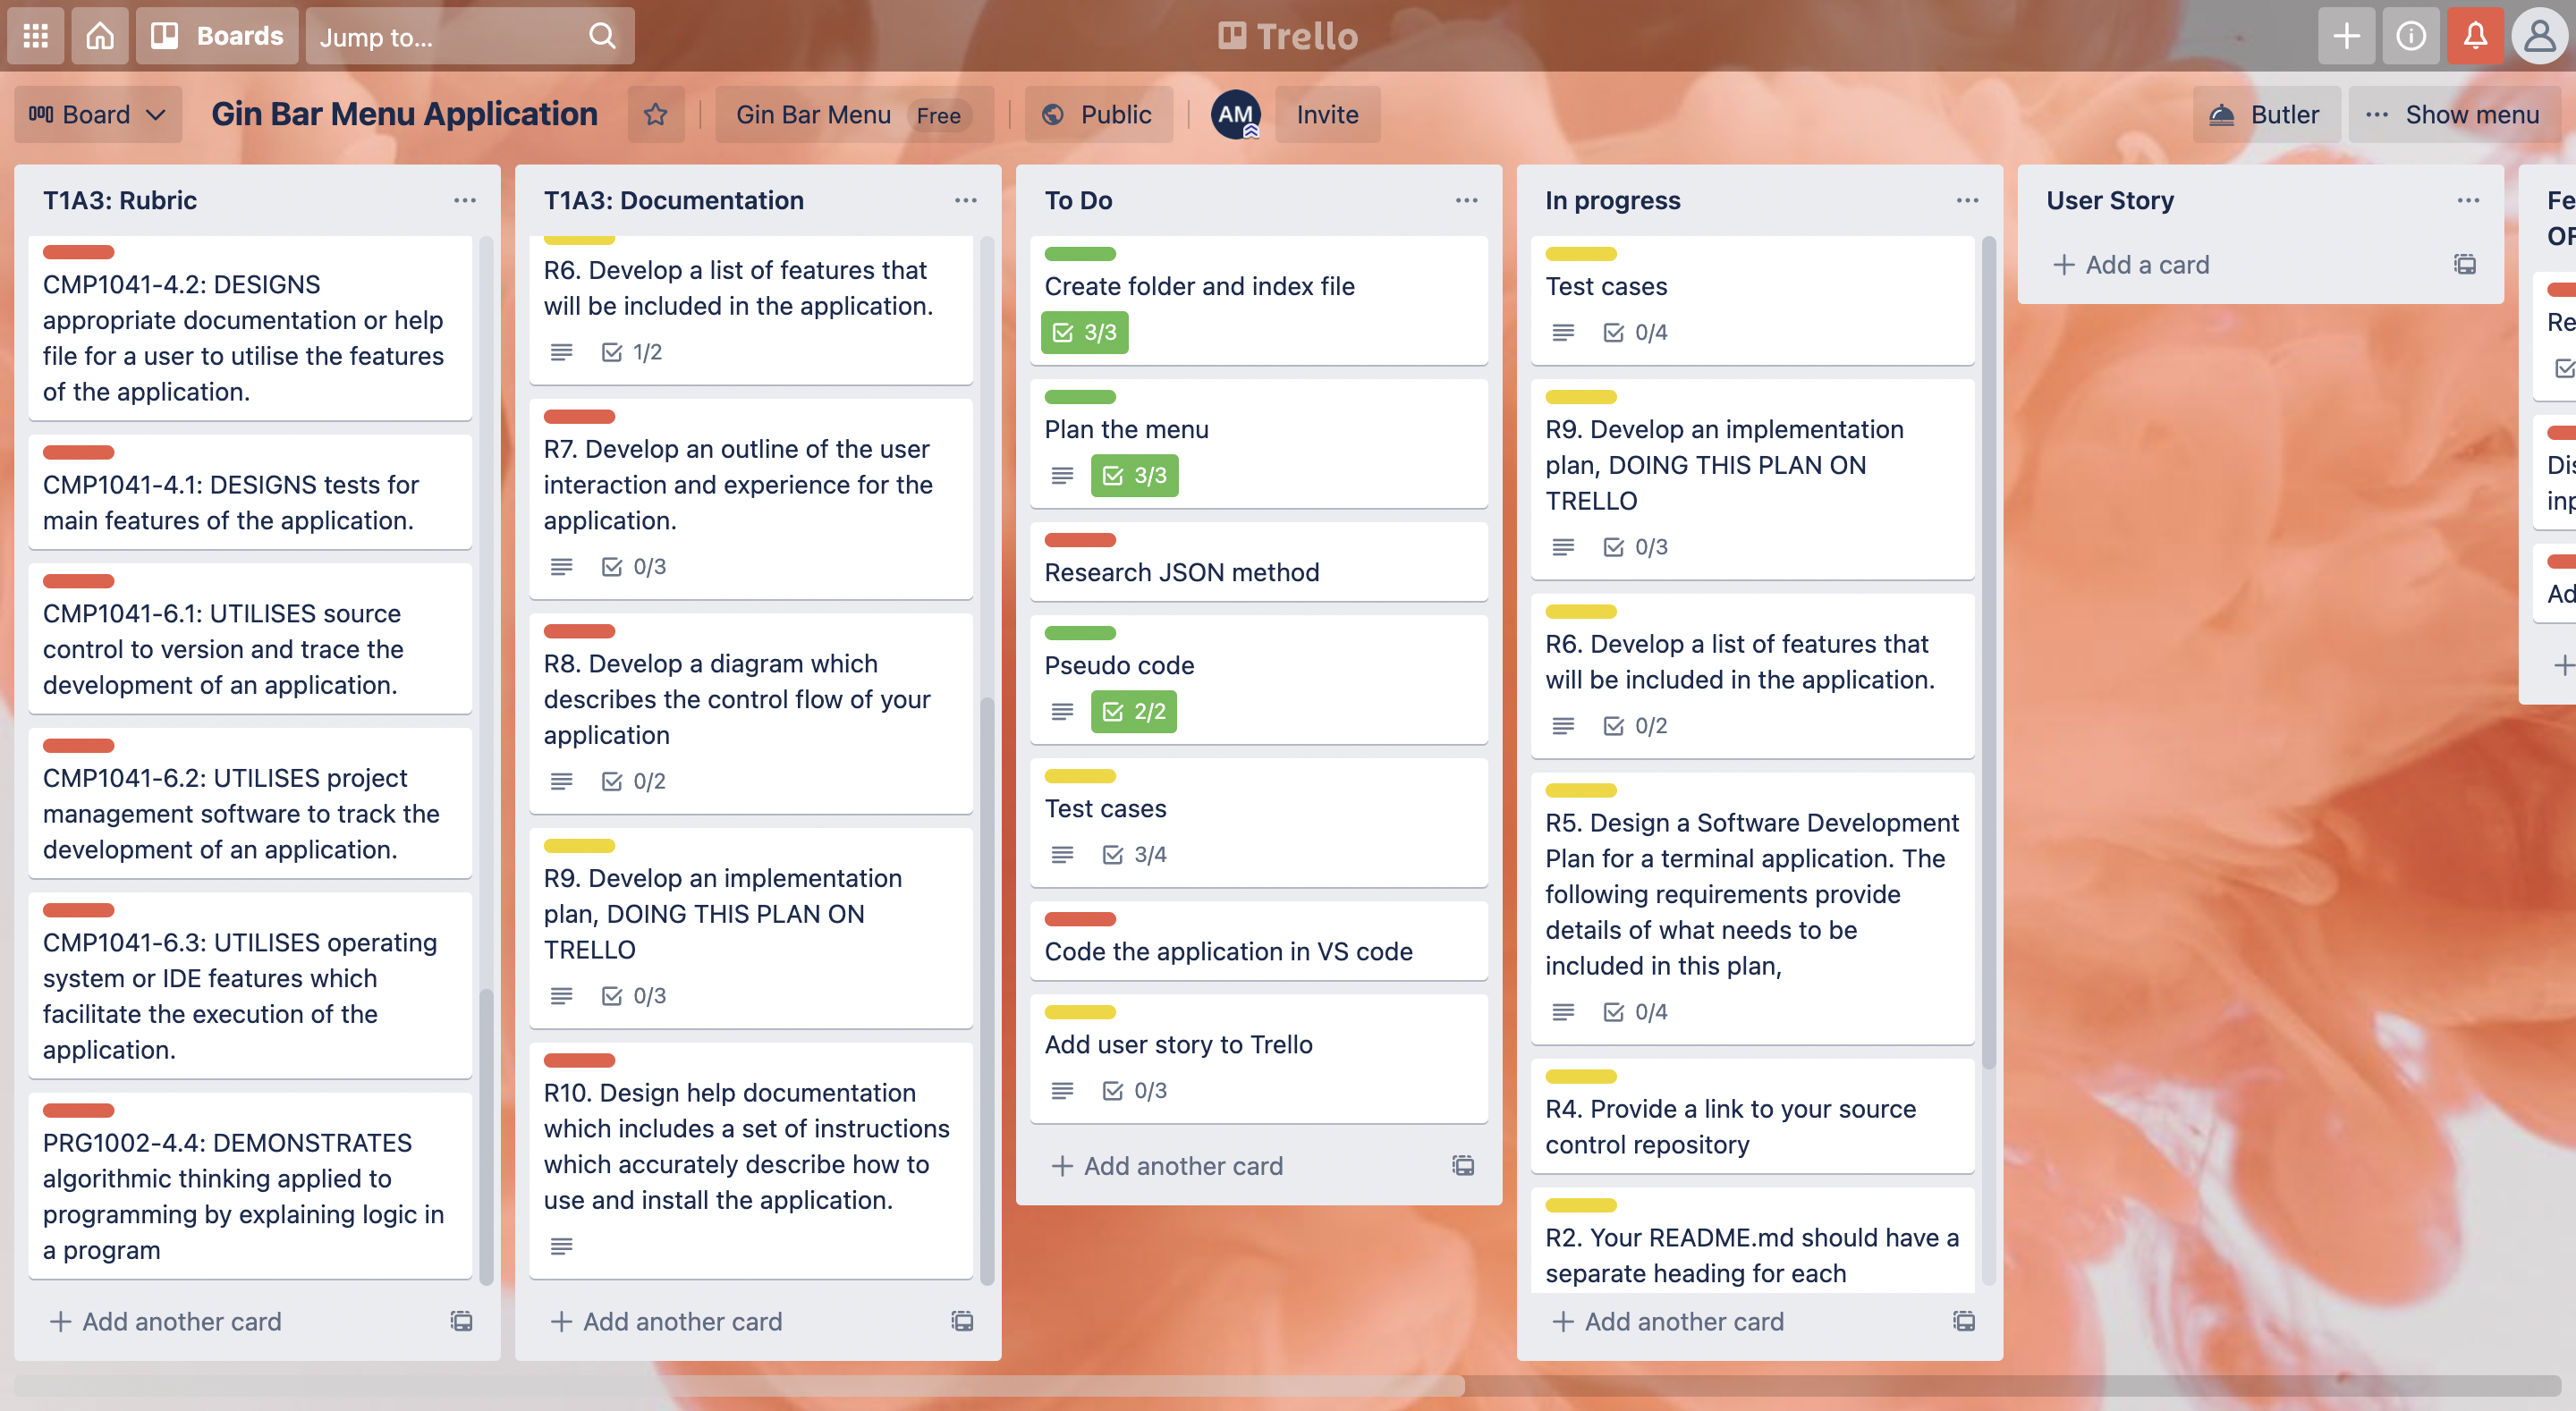 Boards
Jump to...
Trello
Board
Gin Bar Menu Application
Gin Bar Menu Free
Public
AM
Invite
Butler
... Show menu
T1A3: Rubric
CMP1041-4.2: DESIGNS
appropriate documentation or help
file for a user to utilise the features
of the application.
CMP1041-4.1: DESIGNS tests for
main features of the application.
CMP1041-6.1: UTILISES source
control to version and trace the
development of an application.
CMP1041-6.2: UTILISES project
management software to track the
development of an application.
CMP1041-6.3: UTILISES operating
system or IDE features which
facilitate the execution of the
application.
PRG1002-4.4: DEMONSTRATES
algorithmic thinking applied to
programming by explaining logic in
a program
+ Add another card
T1A3: Documentation
R6. Develop a list of features that
will be included in the application.
1/2
R7. Develop an outline of the user
interaction and experience for the
application.
0/3
R8. Develop a diagram which
describes the control flow of your
application
0/2
R9. Develop an implementation
plan, DOING THIS PLAN ON
TRELLO
0/3
R10. Design help documentation
which includes a set of instructions
which accurately describe how to
use and install the application.
+ Add another card
To Do
Create folder and index file
3/3
Plan the menu
3/3
Research JSON method
Pseudo code
2/2
Test cases
3/4
Code the application in VS code
Add user story to Trello
0/3
+ Add another card
In progress
Test cases
0/4
R9. Develop an implementation
plan, DOING THIS PLAN ON
TRELLO
0/3
R6. Develop a list of features that
will be included in the application.
0/2
R5. Design a Software Development
Plan for a terminal application. The
following requirements provide
details of what needs to be
included in this plan,
0/4
R4. Provide a link to your source
control repository
R2. Your README.md should have a
separate heading for each
+ Add another card
User Story
+ Add a card
Fe
Re
Dis
inp
Ad